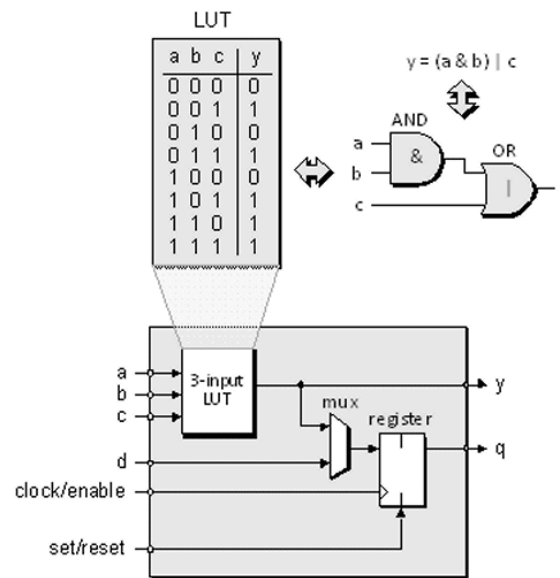 LUT
a b c y
0 0 0 0
0 0 1 1
0 1 0 0
0 1 1 1
1 0 0 0
1 0 1 1
1 1 0 1
1 1 1 1
y = (a & b) | c
AND
a
&
b
OR
|
c
a
b
c
3-input
LUT
y
mux
register
q
d
clock/enable
set/reset